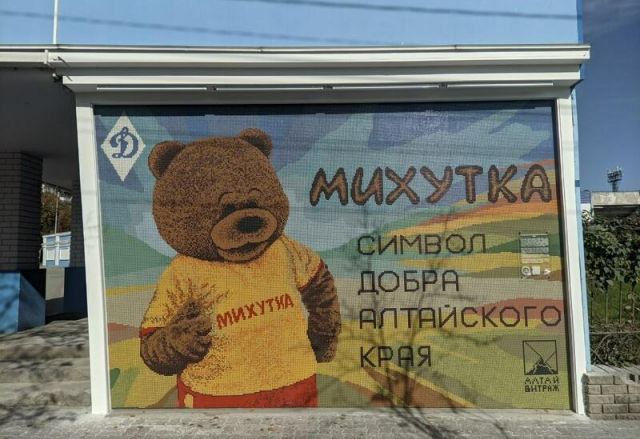 Д
МИХУТКА
СИМВОЛ
ДОБРА
АЛТАЙСКОГО
КРАЯ
МИХУТКА
АЛТАЙ
ВИТРАЖ